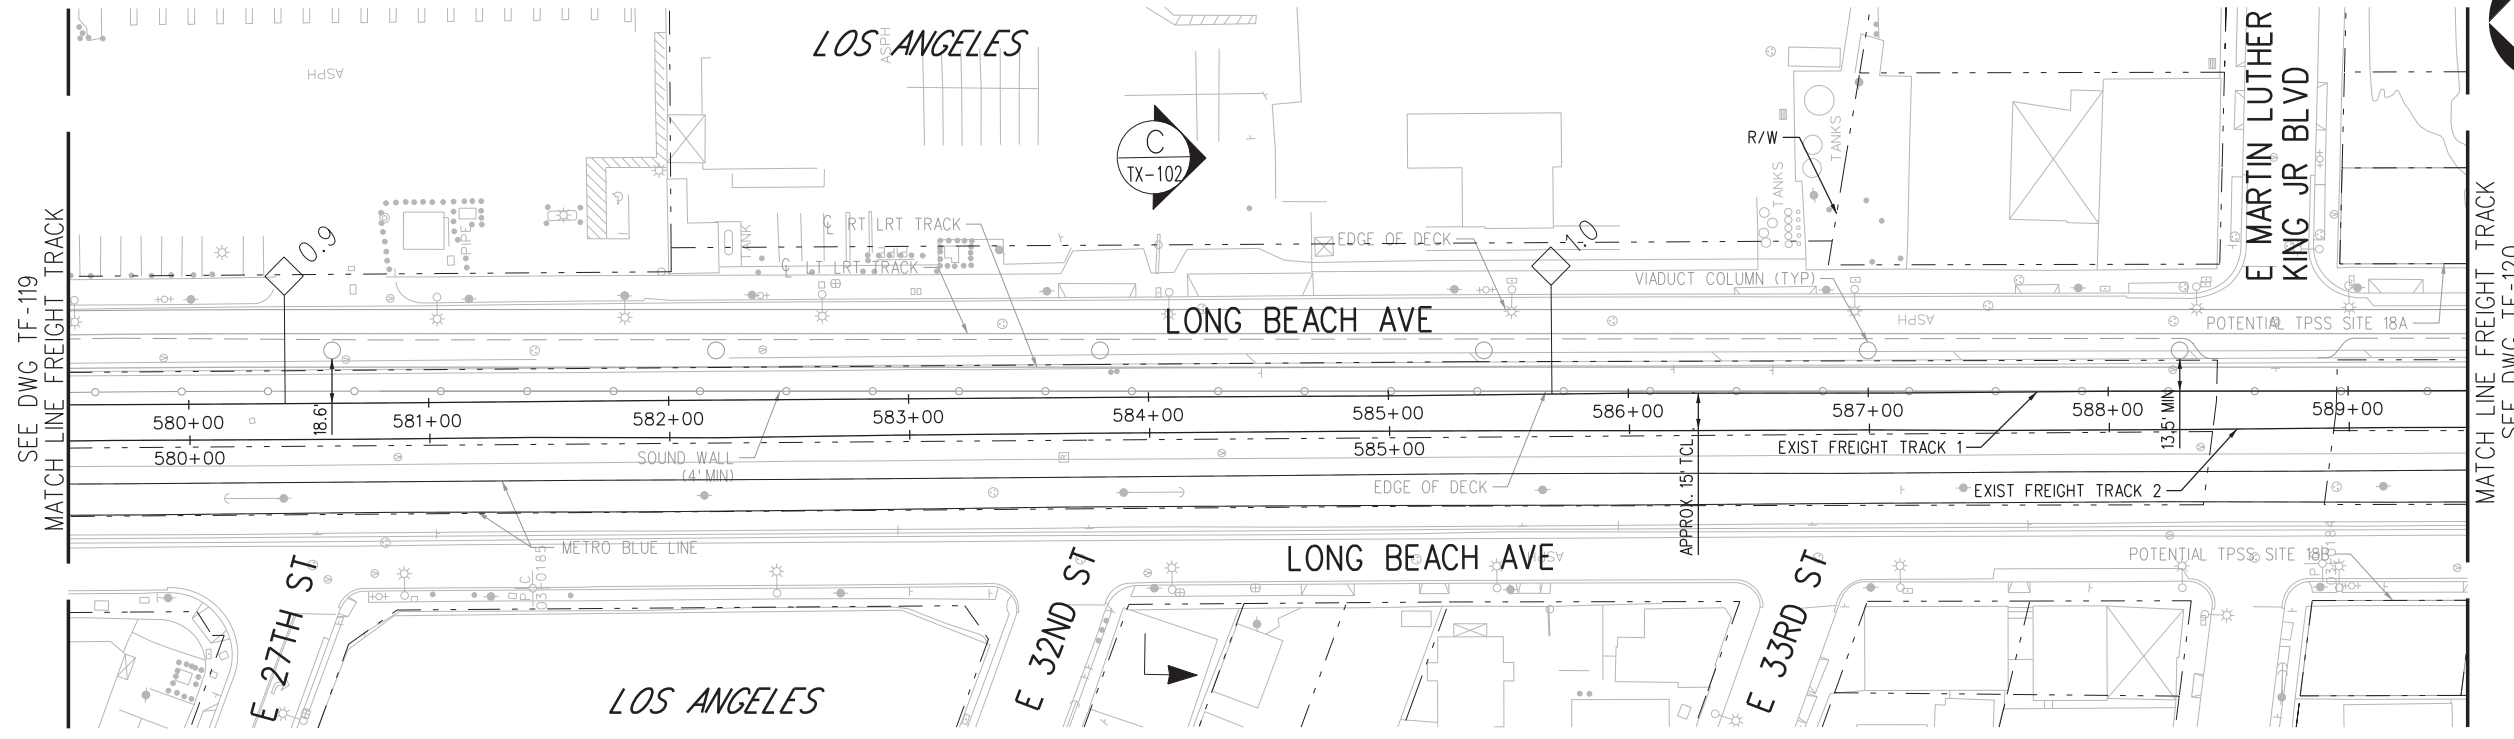 LOS ANGELES
ASPH
ASPH
E MARTIN LUTHER
KING JR BLVD
C
TX-102
R/W
TANKS
TANKS
PIPE
TANK
0.9
1.0
C L RT LRT TRACK
C L LT LRT TRACK
EDGE OF DECK
VIADUCT COLUMN (TYP)
LONG BEACH AVE
ASPH
POTENTIAL TPSS SITE 18A
SEE DWG TF-119
MATCH LINE FREIGHT TRACK
MATCH LINE FREIGHT TRACK
SEE DWG TF-120
18.6'
580+00
581+00
582+00
583+00
584+00
585+00
586+00
587+00
588+00
589+00
13.5' MIN
580+00
SOUND WALL
(4' MIN)
585+00
EXIST FREIGHT TRACK 1
EDGE OF DECK
EXIST FREIGHT TRACK 2
APPROX. 15' TCL
METRO BLUE LINE
LONG BEACH AVE
ASPH
POTENTIAL TPSS SITE 18B
E 27TH ST
E 32ND ST
E 33RD ST
LOS ANGELES